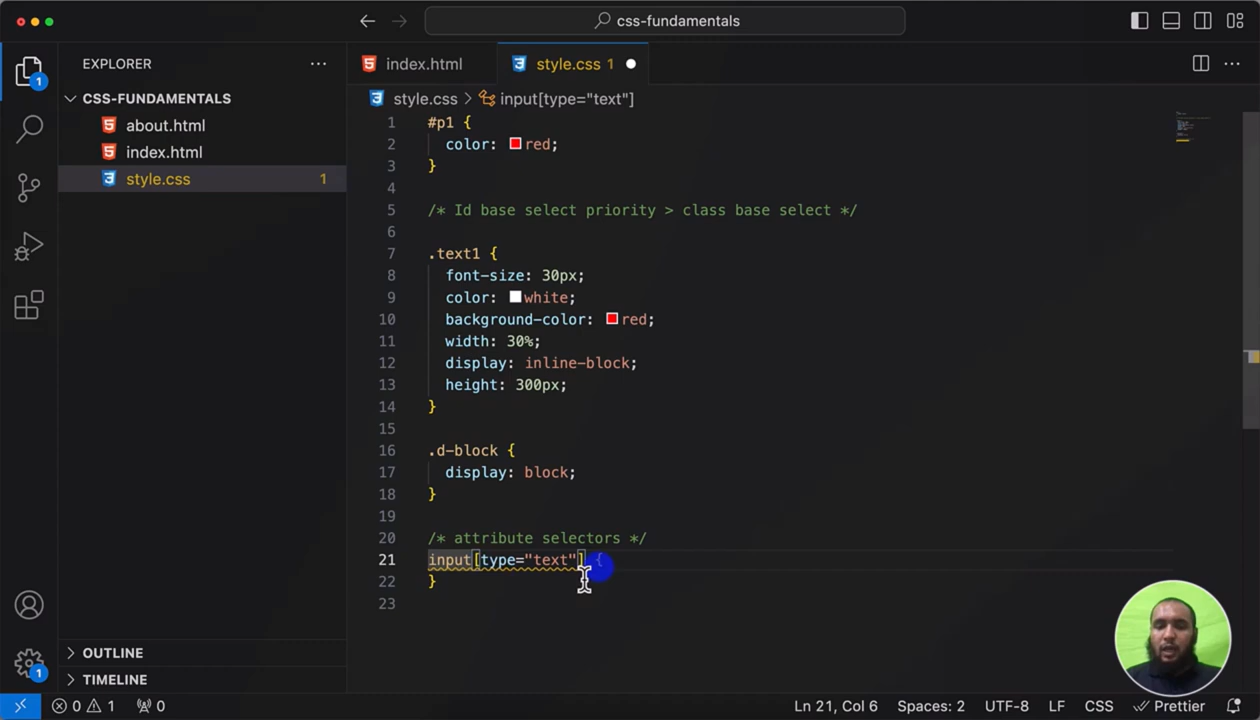 css-fundamentals
EXPLORER
index.html
style.css 1
1
CSS-FUNDAMENTALS
style.css > input[type="text"]
about.html
index.html
style.css 1
1 #p1 {
2 color: red;
3 }
4
5 /* Id base select priority > class base select */
6
7 .text1 {
8 font-size: 30px;
9 color: white;
10 background-color: red;
11 width: 30%;
12 display: inline-block;
13 height: 300px;
14 }
15
16 .d-block {
17 display: block;
18 }
19
20 /* attribute selectors */
21 input[type="text"] {
22 }
23
OUTLINE
1
TIMELINE
0 1 0
Ln 21, Col 6 Spaces: 2 UTF-8 LF CSS Prettier